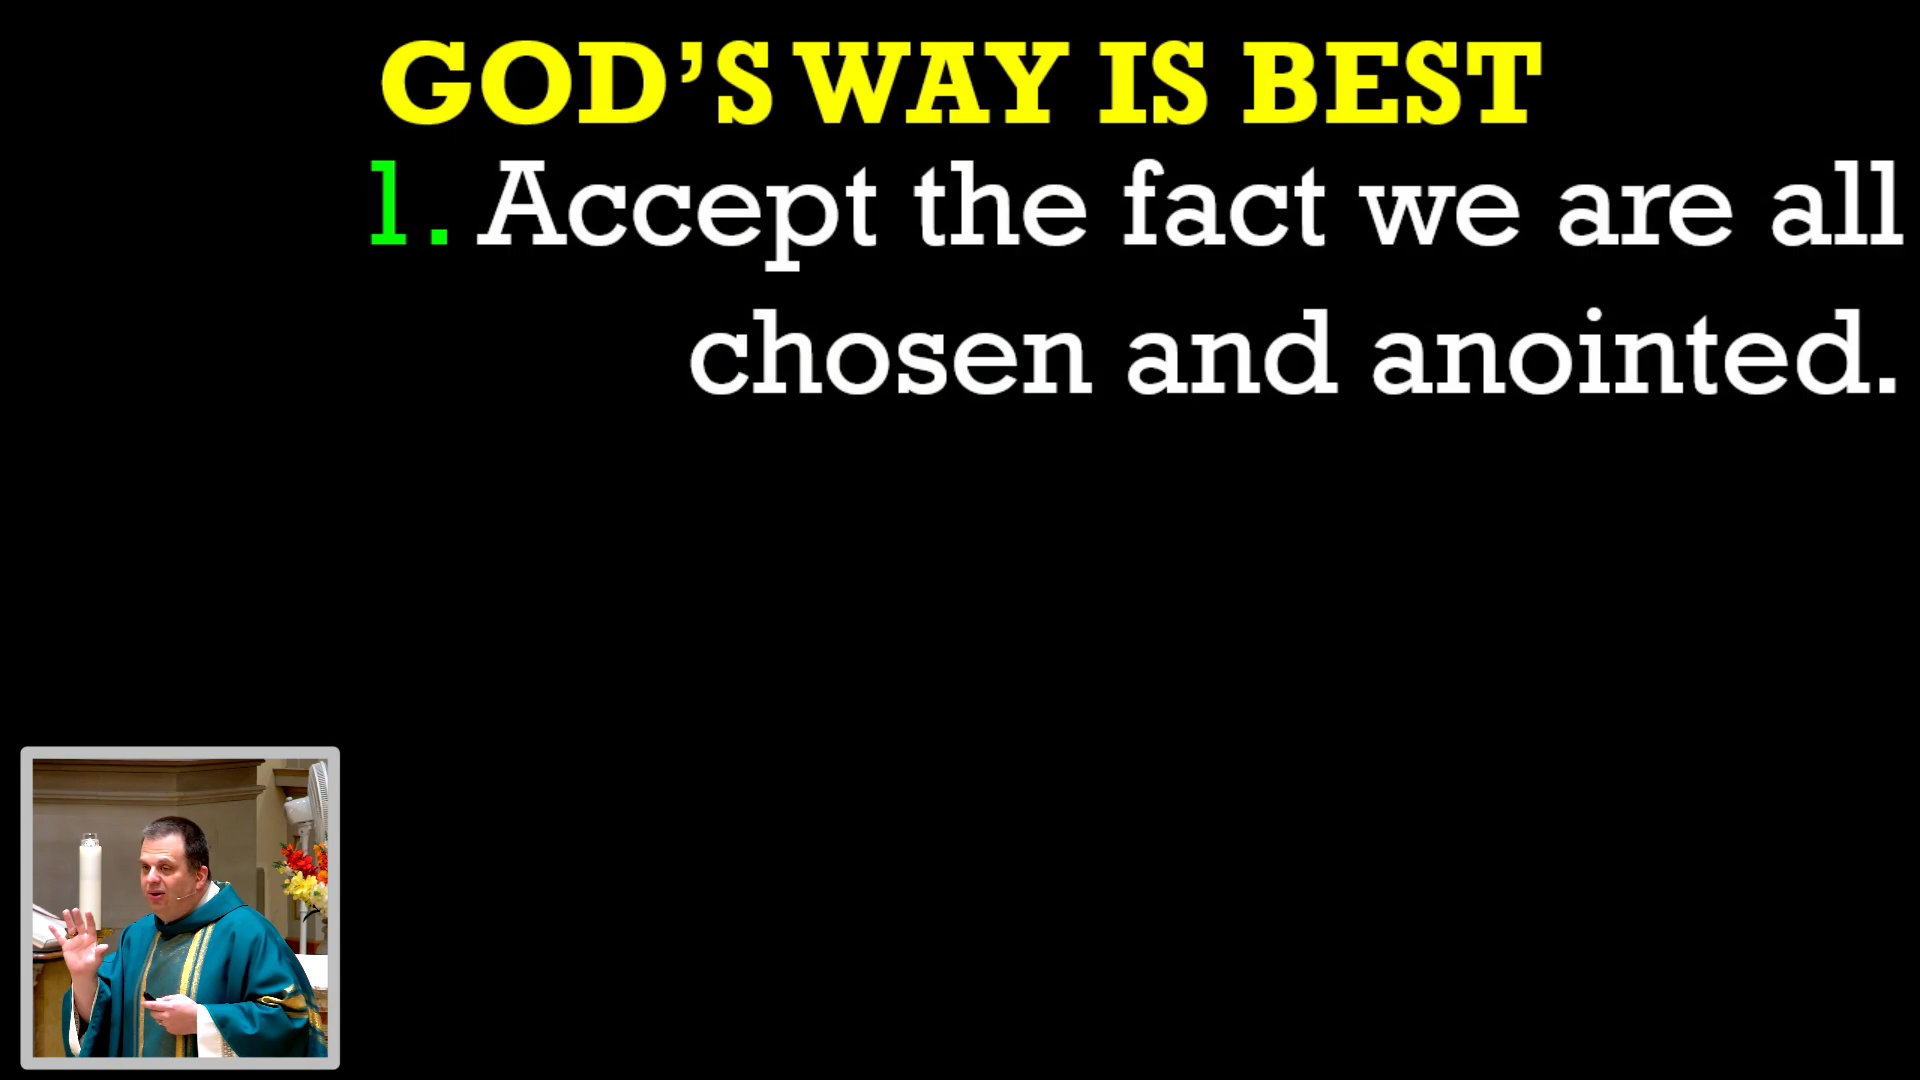 GOD’S WAY IS BEST
1. Accept the fact we are all
chosen and anointed.